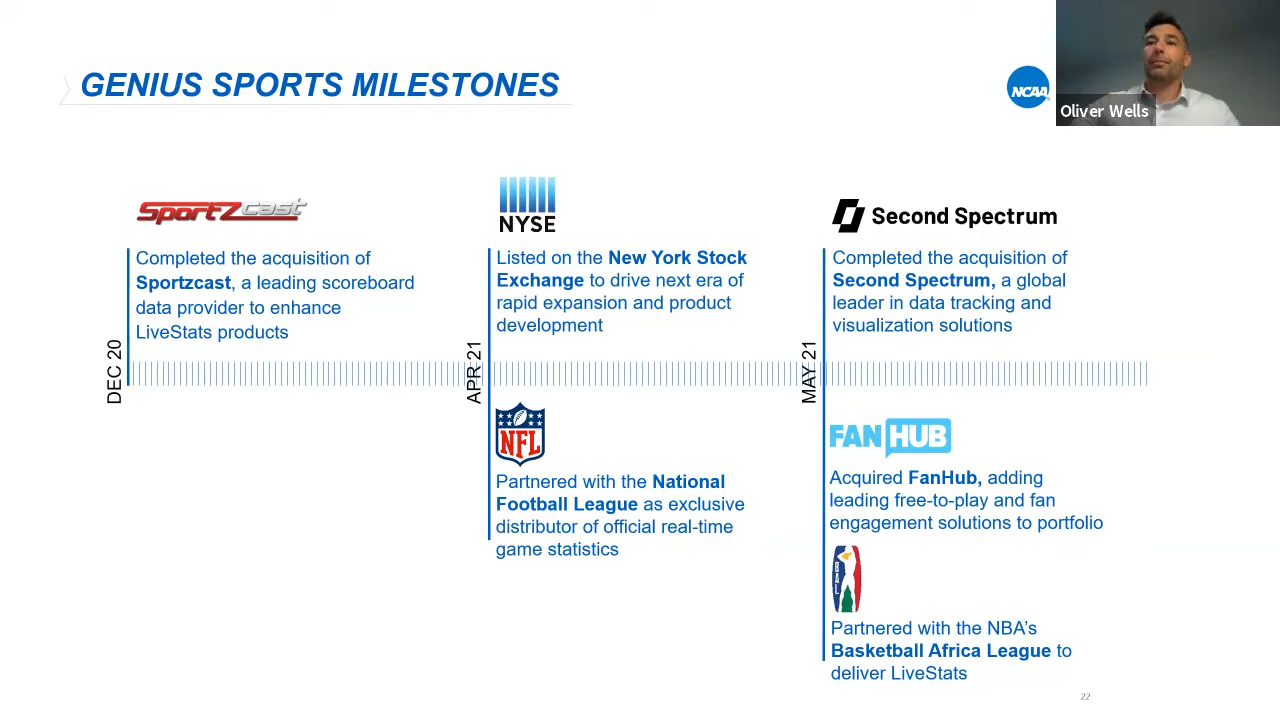 GENIUS SPORTS MILESTONES
NCAA
Oliver Wells
SportZcast
NYSE
Second Spectrum
DEC 20
Completed the acquisition of
Sportzcast, a leading scoreboard
data provider to enhance
LiveStats products
APR 21
Listed on the New York Stock
Exchange to drive next era of
rapid expansion and product
development
MAY 21
Completed the acquisition of
Second Spectrum, a global
leader in data tracking and
visualization solutions
NFL
Partnered with the National
Football League as exclusive
distributor of official real-time
game statistics
FANHUB
Acquired FanHub, adding
leading free-to-play and fan
engagement solutions to portfolio
BAL
Partnered with the NBA’s
Basketball Africa League to
deliver LiveStats
22